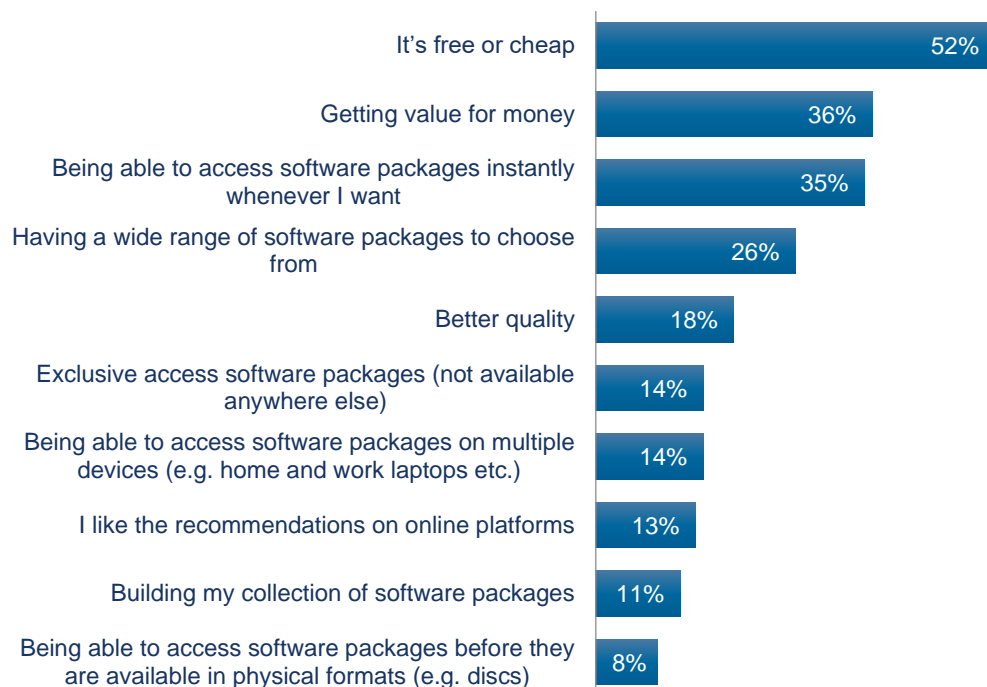 It’s free or cheap
52%
Getting value for money
36%
Being able to access software packages instantly
whenever I want
35%
Having a wide range of software packages to choose
from
26%
Better quality
18%
Exclusive access software packages (not available
anywhere else)
14%
Being able to access software packages on multiple
devices (e.g. home and work laptops etc.)
14%
I like the recommendations on online platforms
13%
Building my collection of software packages
11%
Being able to access software packages before they
are available in physical formats (e.g. discs)
8%